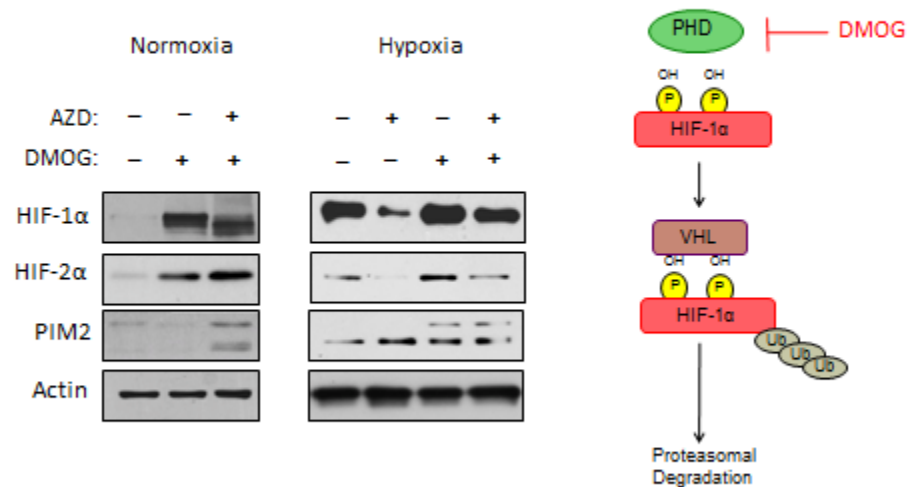 Normoxia
Hypoxia
AZD: – – + – + – +
DMOG: – + + – – + +
HIF-1α
HIF-2α
PIM2
Actin
PHD
DMOG
OH OH
P P
HIF-1α
VHL
OH OH
P P
HIF-1α
Ub
Ub
Ub
Proteasomal
Degradation